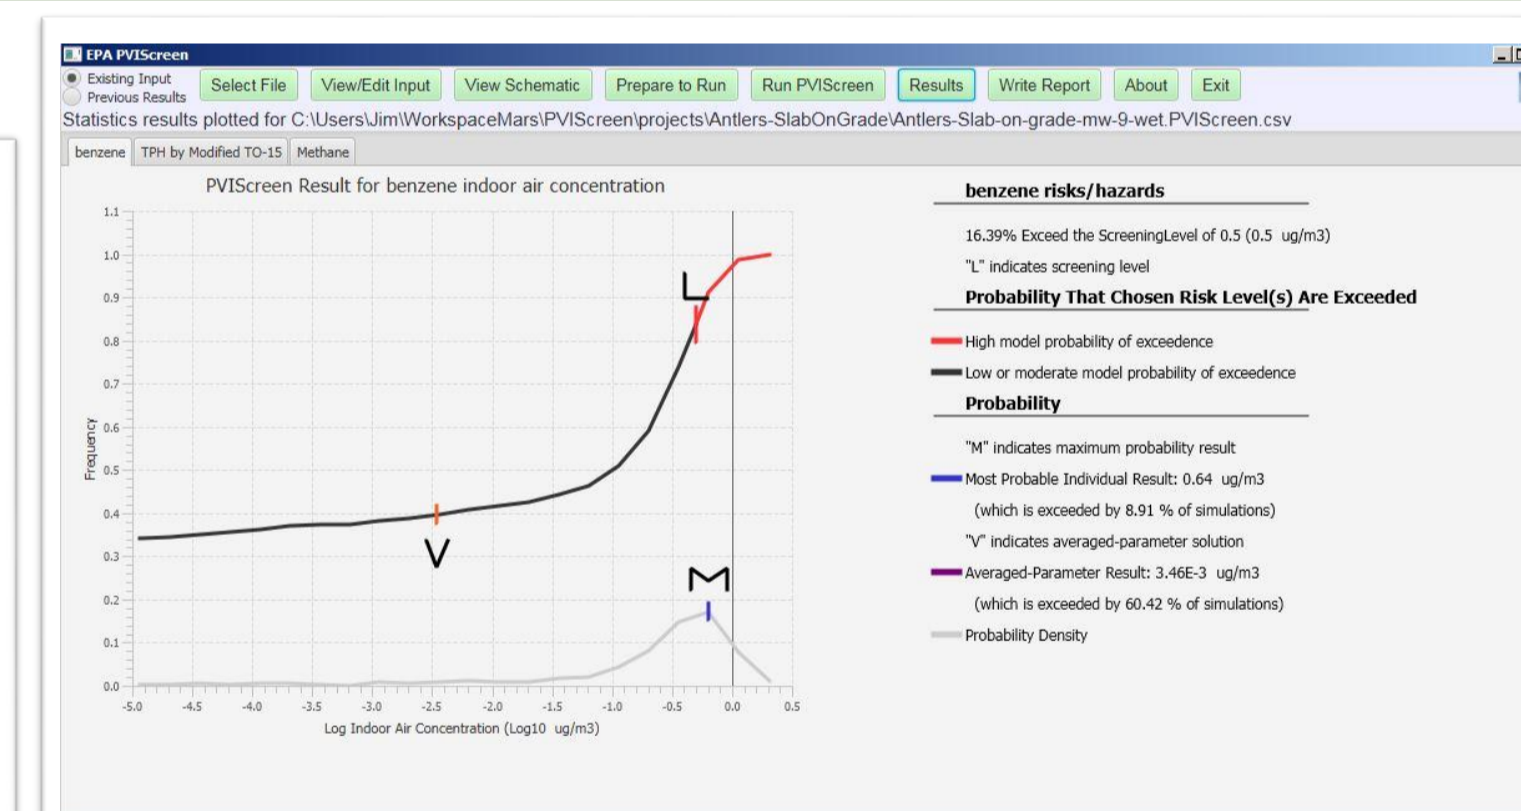 EPA PVIScreen
Existing Input
Previous Results
Select File
View/Edit Input
View Schematic
Prepare to Run
Run PVIScreen
Results
Write Report
About
Exit
Statistics results plotted for C:\Users\Jim\WorkspaceMars\PVIScreen\projects\Antlers-SlabOnGrade\Antlers-Slab-on-grade-mw-9-wet.PVIScreen.csv
benzene
TPH by Modified TO-15
Methane
PVIScreen Result for benzene indoor air concentration
1.1
1.0
0.9
0.8
0.7
0.6
0.5
0.4
0.3
0.2
0.1
0.0
Frequency
L
V
M
-5.0 -4.5 -4.0 -3.5 -3.0 -2.5 -2.0 -1.5 -1.0 -0.5 0.0 0.5
Log Indoor Air Concentration (Log10 ug/m3)
benzene risks/hazards
16.39% Exceed the ScreeningLevel of 0.5 (0.5 ug/m3)
"L" indicates screening level
Probability That Chosen Risk Level(s) Are Exceeded
High model probability of exceedence
Low or moderate model probability of exceedence
Probability
"M" indicates maximum probability result
Most Probable Individual Result: 0.64 ug/m3
(which is exceeded by 8.91 % of simulations)
"V" indicates averaged-parameter solution
Averaged-Parameter Result: 3.46E-3 ug/m3
(which is exceeded by 60.42 % of simulations)
Probability Density